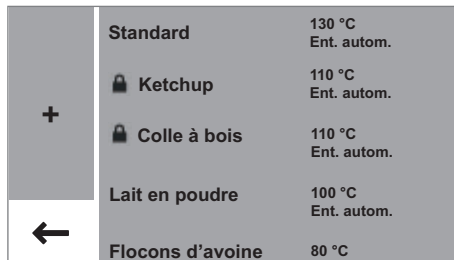 Standard 130 °C
Ent. autom.
Ketchup 110 °C
Ent. autom.
+
Colle à bois 110 °C
Ent. autom.
Lait en poudre 100 °C
Ent. autom.
Flocons d'avoine 80 °C